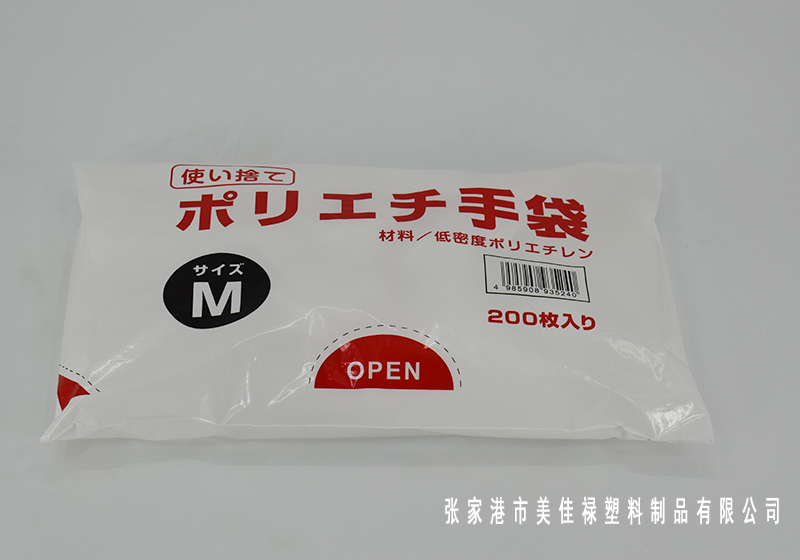 使い捨て
ポリエチ手袋
材料／低密度ポリエチレン
サイズ
M
4 985908 935240
200枚入り
OPEN
张家港市美佳禄塑料制品有限公司